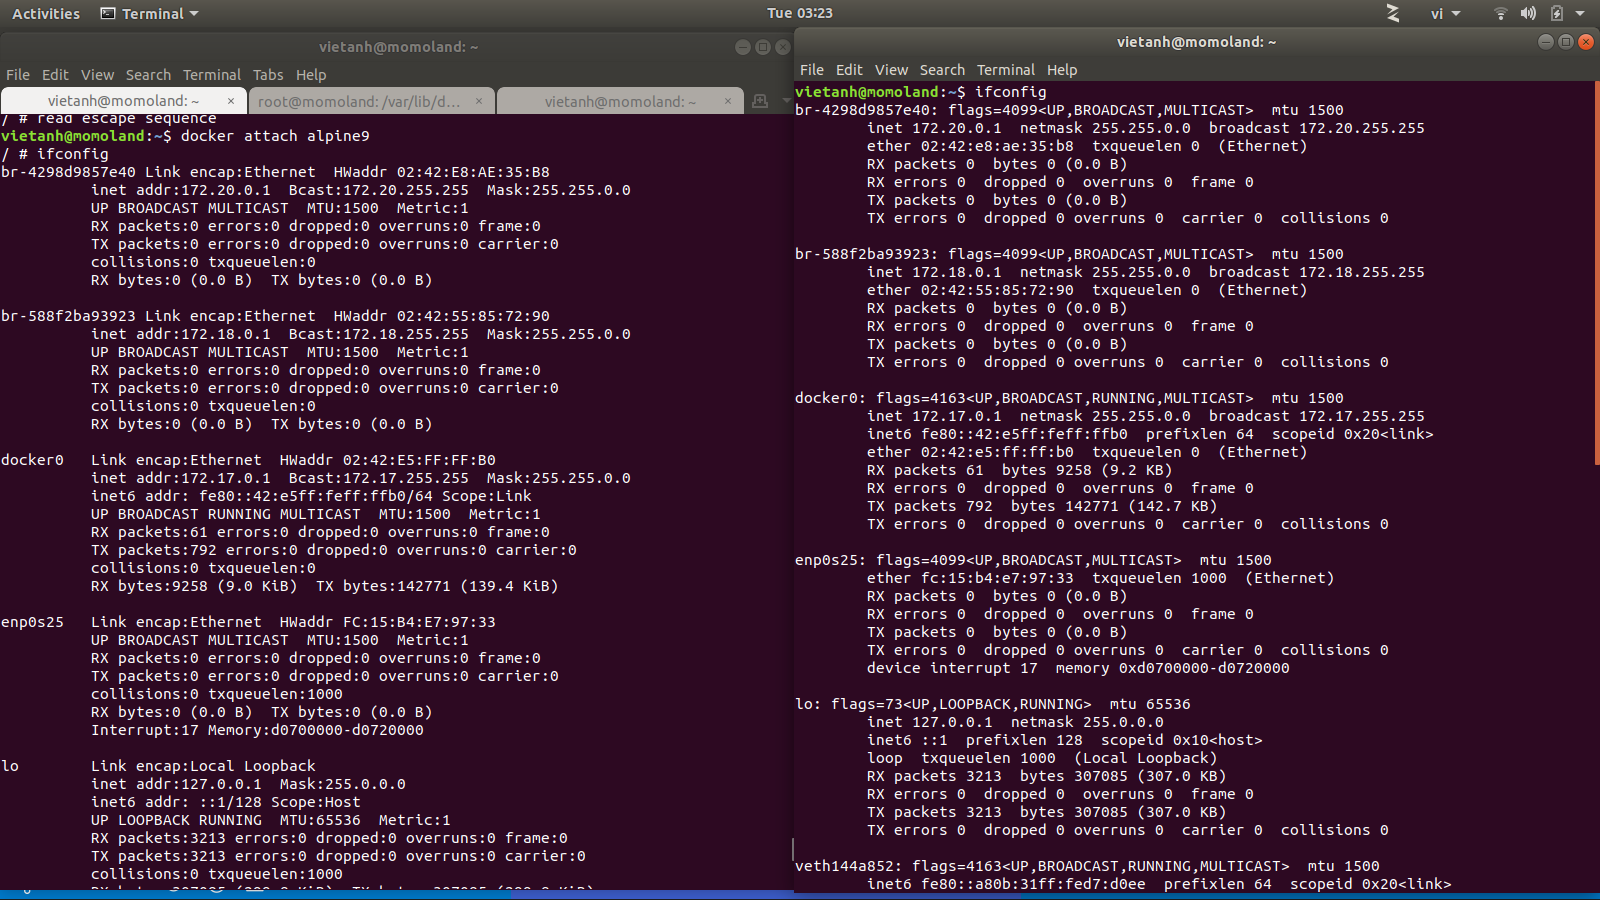 Activities Terminal Tue 03:23 vi
vietanh@momoland: ~
File Edit View Search Terminal Tabs Help
vietanh@momoland: ~ × root@momoland: /var/lib/d... × vietanh@momoland: ~ ×
/ # read escape sequence
vietanh@momoland:~$ docker attach alpine9
/ # ifconfig
br-4298d9857e40 Link encap:Ethernet  HWaddr 02:42:E8:AE:35:B8
          inet addr:172.20.0.1  Bcast:172.20.255.255  Mask:255.255.0.0
          UP BROADCAST MULTICAST  MTU:1500  Metric:1
          RX packets:0 errors:0 dropped:0 overruns:0 frame:0
          TX packets:0 errors:0 dropped:0 overruns:0 carrier:0
          collisions:0 txqueuelen:0
          RX bytes:0 (0.0 B)  TX bytes:0 (0.0 B)
br-588f2ba93923 Link encap:Ethernet  HWaddr 02:42:55:85:72:90
          inet addr:172.18.0.1  Bcast:172.18.255.255  Mask:255.255.0.0
          UP BROADCAST MULTICAST  MTU:1500  Metric:1
          RX packets:0 errors:0 dropped:0 overruns:0 frame:0
          TX packets:0 errors:0 dropped:0 overruns:0 carrier:0
          collisions:0 txqueuelen:0
          RX bytes:0 (0.0 B)  TX bytes:0 (0.0 B)
docker0   Link encap:Ethernet  HWaddr 02:42:E5:FF:FF:B0
          inet addr:172.17.0.1  Bcast:172.17.255.255  Mask:255.255.0.0
          inet6 addr: fe80::42:e5ff:feff:ffb0/64 Scope:Link
          UP BROADCAST RUNNING MULTICAST  MTU:1500  Metric:1
          RX packets:61 errors:0 dropped:0 overruns:0 frame:0
          TX packets:792 errors:0 dropped:0 overruns:0 carrier:0
          collisions:0 txqueuelen:0
          RX bytes:9258 (9.0 KiB)  TX bytes:142771 (139.4 KiB)
enp0s25   Link encap:Ethernet  HWaddr FC:15:B4:E7:97:33
          UP BROADCAST MULTICAST  MTU:1500  Metric:1
          RX packets:0 errors:0 dropped:0 overruns:0 frame:0
          TX packets:0 errors:0 dropped:0 overruns:0 carrier:0
          collisions:0 txqueuelen:1000
          RX bytes:0 (0.0 B)  TX bytes:0 (0.0 B)
          Interrupt:17 Memory:d0700000-d0720000
lo        Link encap:Local Loopback
          inet addr:127.0.0.1  Mask:255.0.0.0
          inet6 addr: ::1/128 Scope:Host
          UP LOOPBACK RUNNING  MTU:65536  Metric:1
          RX packets:3213 errors:0 dropped:0 overruns:0 frame:0
          TX packets:3213 errors:0 dropped:0 overruns:0 carrier:0
          collisions:0 txqueuelen:1000
vietanh@momoland: ~
File Edit View Search Terminal Help
vietanh@momoland:~$ ifconfig
br-4298d9857e40: flags=4099<UP,BROADCAST,MULTICAST>  mtu 1500
        inet 172.20.0.1  netmask 255.255.0.0  broadcast 172.20.255.255
        ether 02:42:e8:ae:35:b8  txqueuelen 0  (Ethernet)
        RX packets 0  bytes 0 (0.0 B)
        RX errors 0  dropped 0  overruns 0  frame 0
        TX packets 0  bytes 0 (0.0 B)
        TX errors 0  dropped 0 overruns 0  carrier 0  collisions 0
br-588f2ba93923: flags=4099<UP,BROADCAST,MULTICAST>  mtu 1500
        inet 172.18.0.1  netmask 255.255.0.0  broadcast 172.18.255.255
        ether 02:42:55:85:72:90  txqueuelen 0  (Ethernet)
        RX packets 0  bytes 0 (0.0 B)
        RX errors 0  dropped 0  overruns 0  frame 0
        TX packets 0  bytes 0 (0.0 B)
        TX errors 0  dropped 0 overruns 0  carrier 0  collisions 0
docker0: flags=4163<UP,BROADCAST,RUNNING,MULTICAST>  mtu 1500
        inet 172.17.0.1  netmask 255.255.0.0  broadcast 172.17.255.255
        inet6 fe80::42:e5ff:feff:ffb0  prefixlen 64  scopeid 0x20<link>
        ether 02:42:e5:ff:ff:b0  txqueuelen 0  (Ethernet)
        RX packets 61  bytes 9258 (9.2 KB)
        RX errors 0  dropped 0  overruns 0  frame 0
        TX packets 792  bytes 142771 (142.7 KB)
        TX errors 0  dropped 0 overruns 0  carrier 0  collisions 0
enp0s25: flags=4099<UP,BROADCAST,MULTICAST>  mtu 1500
        ether fc:15:b4:e7:97:33  txqueuelen 1000  (Ethernet)
        RX packets 0  bytes 0 (0.0 B)
        RX errors 0  dropped 0  overruns 0  frame 0
        TX packets 0  bytes 0 (0.0 B)
        TX errors 0  dropped 0 overruns 0  carrier 0  collisions 0
        device interrupt 17  memory 0xd0700000-d0720000
lo: flags=73<UP,LOOPBACK,RUNNING>  mtu 65536
        inet 127.0.0.1  netmask 255.0.0.0
        inet6 ::1  prefixlen 128  scopeid 0x10<host>
        loop  txqueuelen 1000  (Local Loopback)
        RX packets 3213  bytes 307085 (307.0 KB)
        RX errors 0  dropped 0  overruns 0  frame 0
        TX packets 3213  bytes 307085 (307.0 KB)
        TX errors 0  dropped 0 overruns 0  carrier 0  collisions 0
veth144a852: flags=4163<UP,BROADCAST,RUNNING,MULTICAST>  mtu 1500
        inet6 fe80::a80b:31ff:fed7:d0ee  prefixlen 64  scopeid 0x20<link>